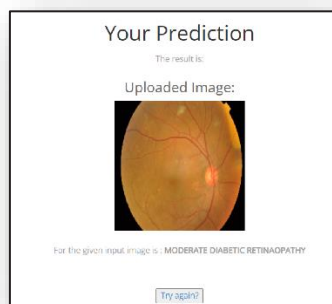 Your Prediction
The result is:
Uploaded Image:
For the given input image is : MODERATE DIABETIC RETINAOPATHY
Try again?